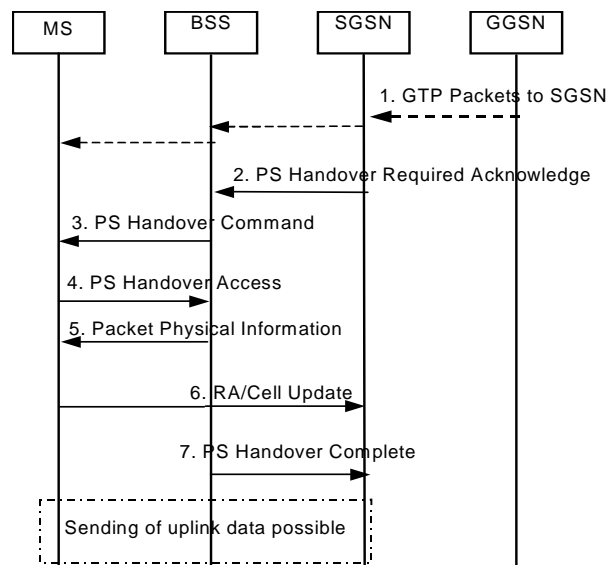 MS
BSS
SGSN
GGSN
1. GTP Packets to SGSN
2. PS Handover Required Acknowledge
3. PS Handover Command
4. PS Handover Access
5. Packet Physical Information
6. RA/Cell Update
7. PS Handover Complete
Sending of uplink data possible